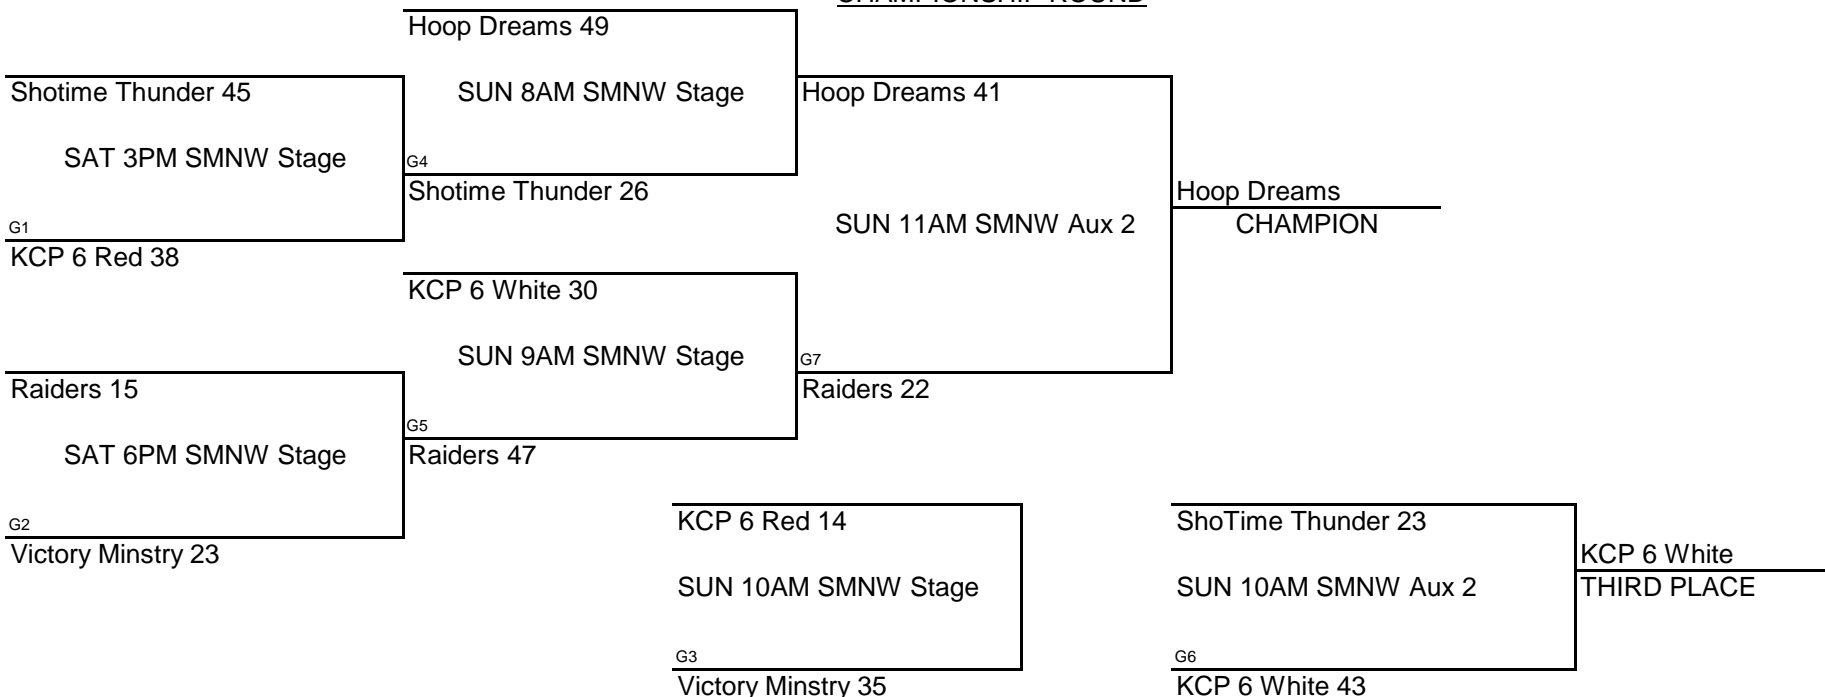 CHAMPIONSHIP ROUND
Hoop Dreams 49
Shotime Thunder 45
SUN 8AM SMNW Stage
Hoop Dreams 41
SAT 3PM SMNW Stage
G4
Shotime Thunder 26
Hoop Dreams
G1
SUN 11AM SMNW Aux 2
CHAMPION
KCP 6 Red 38
KCP 6 White 30
SUN 9AM SMNW Stage
G7
Raiders 15
Raiders 22
G5
SAT 6PM SMNW Stage
Raiders 47
G2
KCP 6 Red 14
ShoTime Thunder 23
Victory Minstry 23
KCP 6 White
SUN 10AM SMNW Stage
SUN 10AM SMNW Aux 2
THIRD PLACE
G3
G6
Victory Minstry 35
KCP 6 White 43